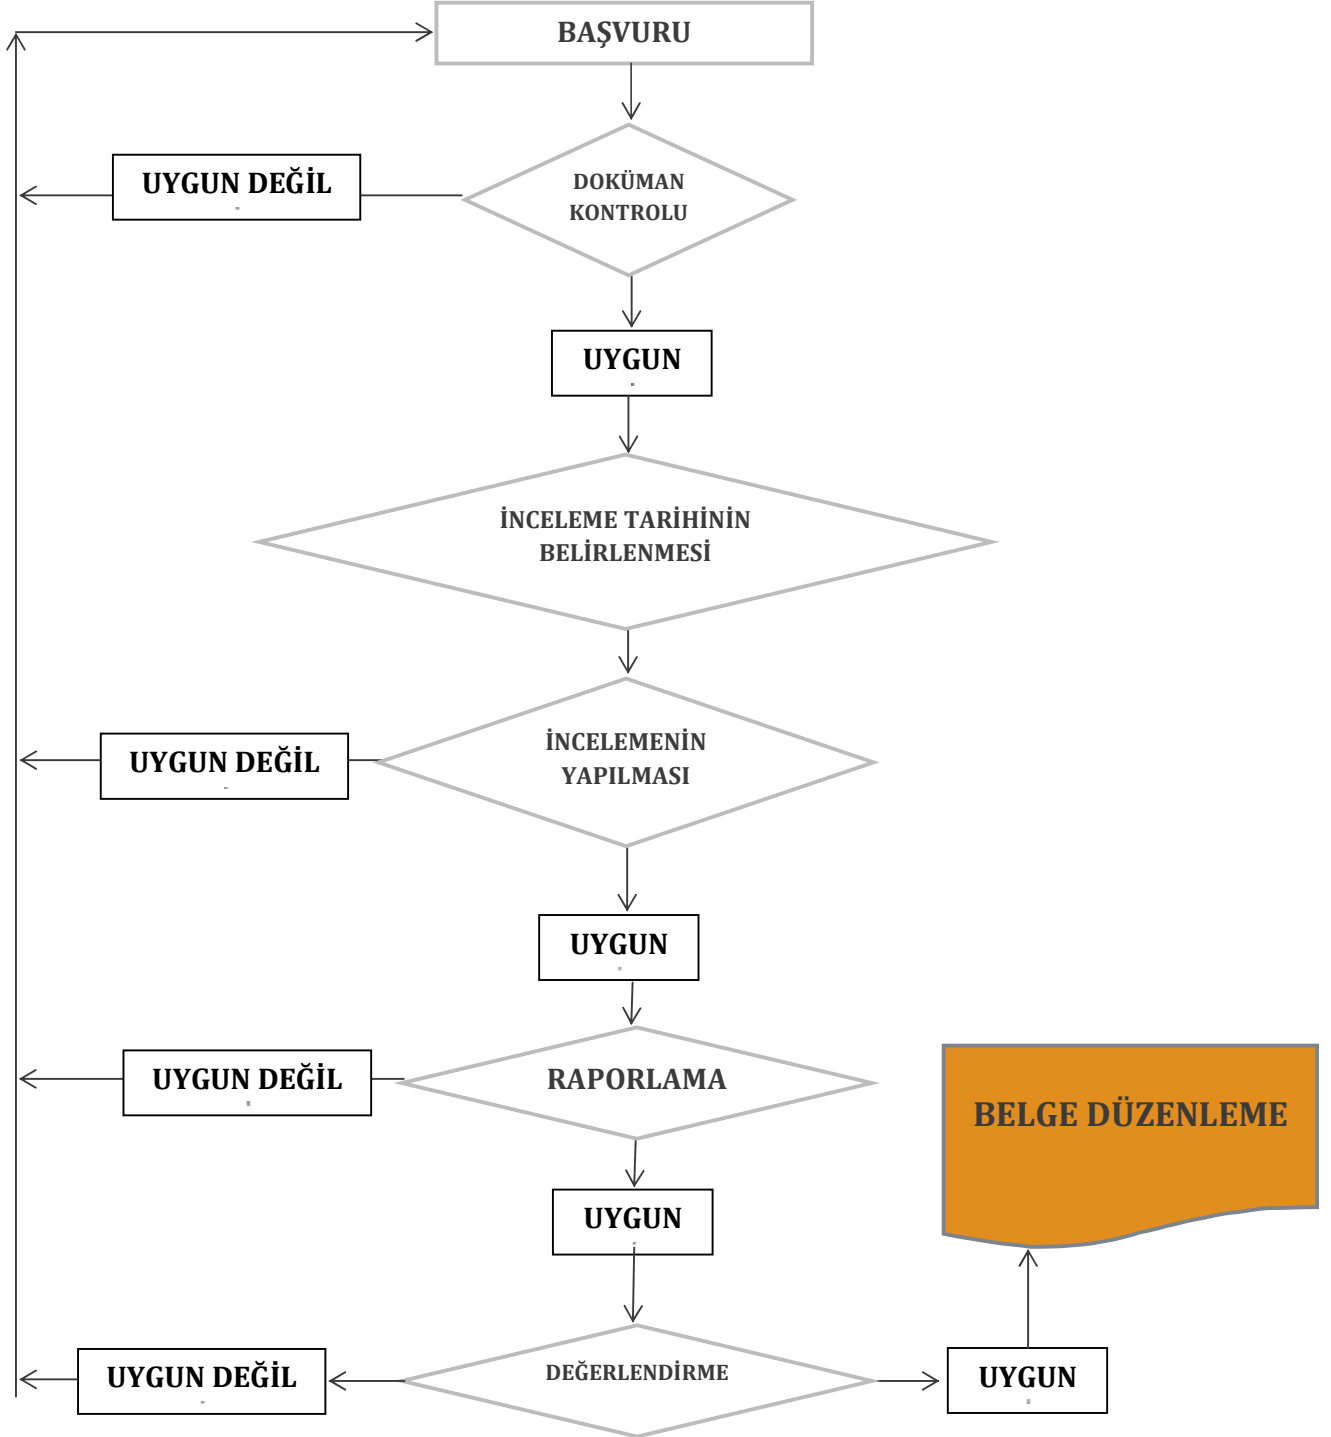 BAŞVURU
UYGUN DEĞİL
DOKÜMAN
KONTROLU
UYGUN
İNCELEME TARİHİNİN
BELİRLENMESİ
UYGUN DEĞİL
İNCELEMENİN
YAPILMASI
UYGUN
UYGUN DEĞİL
RAPORLAMA
BELGE DÜZENLEME
UYGUN
UYGUN DEĞİL
DEĞERLENDİRME
UYGUN